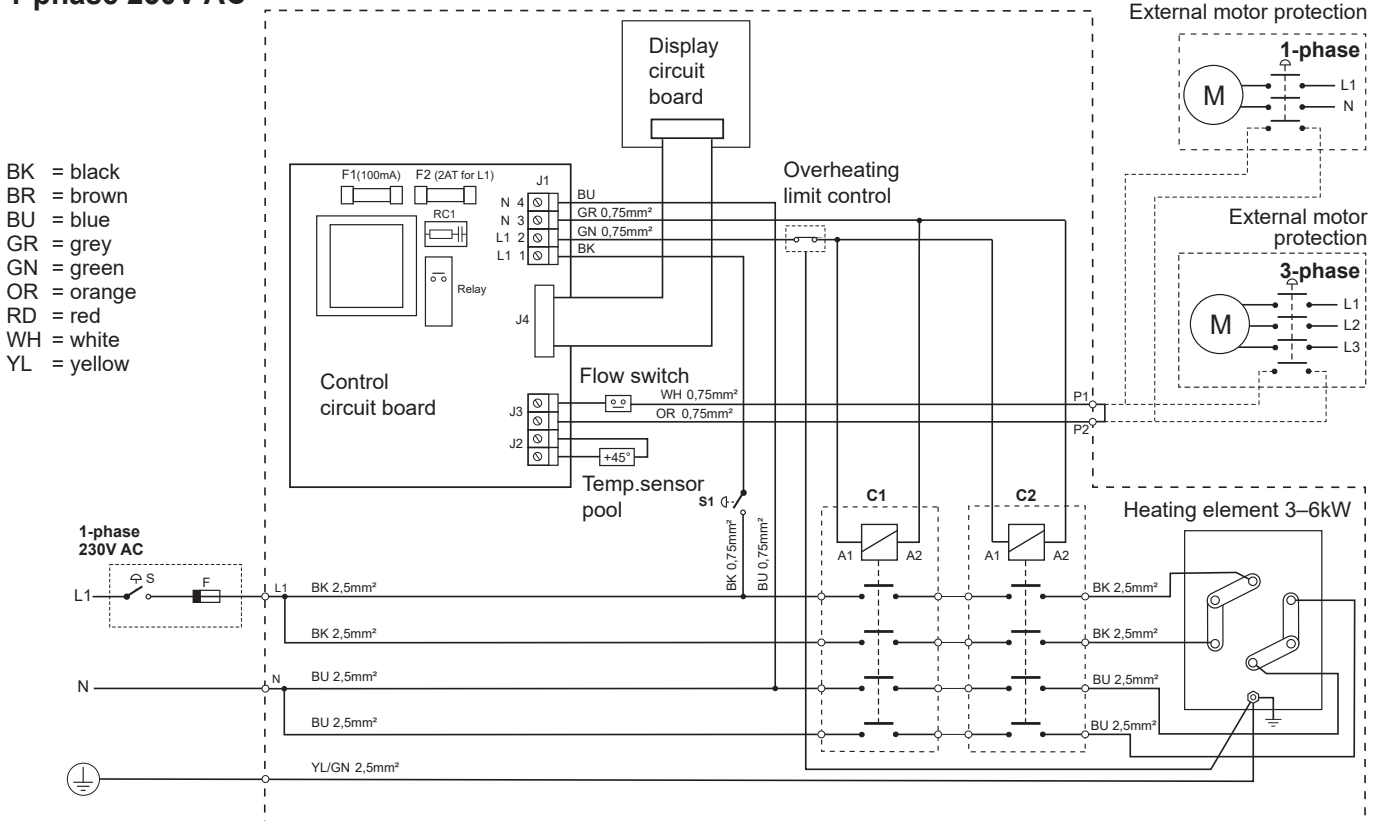 1-phase 230V AC
External motor protection
1-phase
M
L1
N
Display
circuit
board
BK = black
BR = brown
BU = blue
GR = grey
GN = green
OR = orange
RD = red
WH = white
YL = yellow
F1(100mA) F2 (2AT for L1)
J1
RC1
Relay
N 4
N 3
L1 2
L1 1
BU
GR 0,75mm²
GN 0,75mm²
BK
Overheating
limit control
External motor
protection
3-phase
M
L1
L2
L3
J4
Control
circuit board
Flow switch
WH 0,75mm²
OR 0,75mm²
J3
J2
+45°
P1
P2
Temp.sensor
pool
S1
BK 0,75mm²
BU 0,75mm²
C1
C2
A1
A2
A1
A2
Heating element 3–6kW
1-phase
230V AC
S
F
L1
L1
BK 2,5mm²
BK 2,5mm²
BK 2,5mm²
BK 2,5mm²
N
N
BU 2,5mm²
BU 2,5mm²
BU 2,5mm²
BU 2,5mm²
YL/GN 2,5mm²